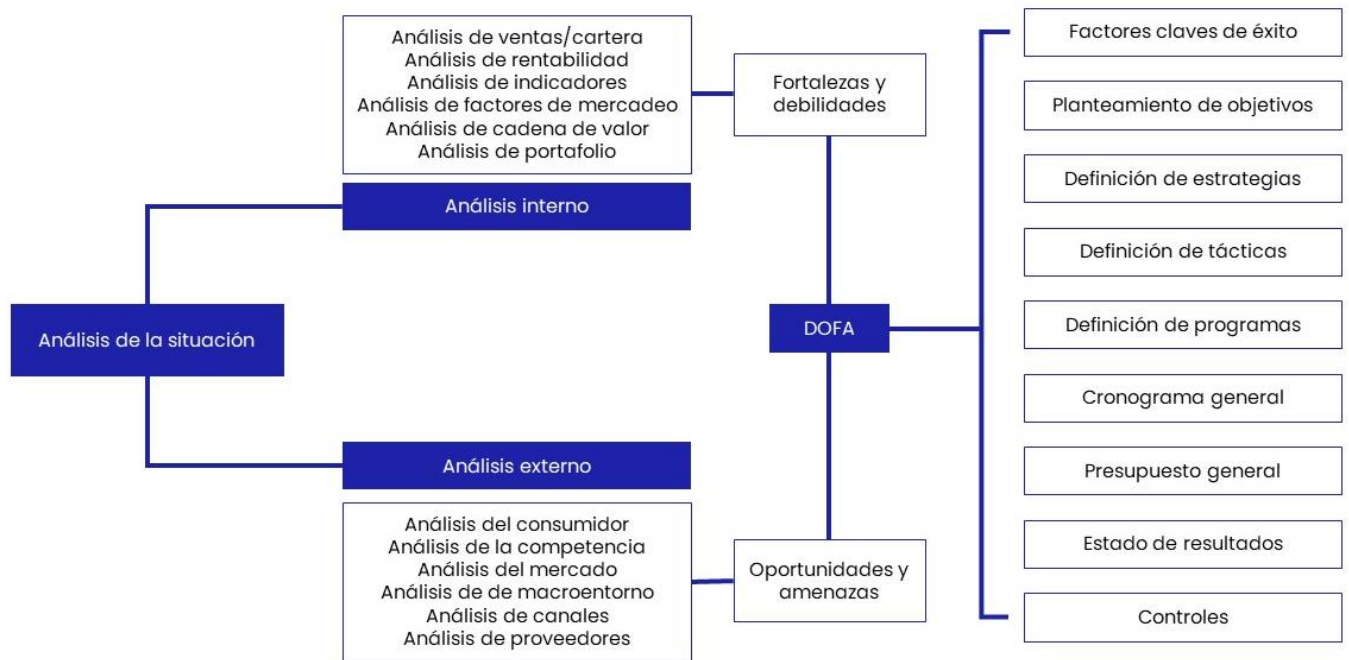 Análisis de ventas/cartera
Análisis de rentabilidad
Análisis de indicadores
Análisis de factores de mercadeo
Análisis de cadena de valor
Análisis de portafolio
Análisis interno
Análisis de la situación
Análisis externo
Análisis del consumidor
Análisis de la competencia
Análisis del mercado
Análisis de de macroentorno
Análisis de canales
Análisis de proveedores
Fortalezas y
debilidades
DOFA
Oportunidades y
amenazas
Factores claves de éxito
Planteamiento de objetivos
Definición de estrategias
Definición de tácticas
Definición de programas
Cronograma general
Presupuesto general
Estado de resultados
Controles